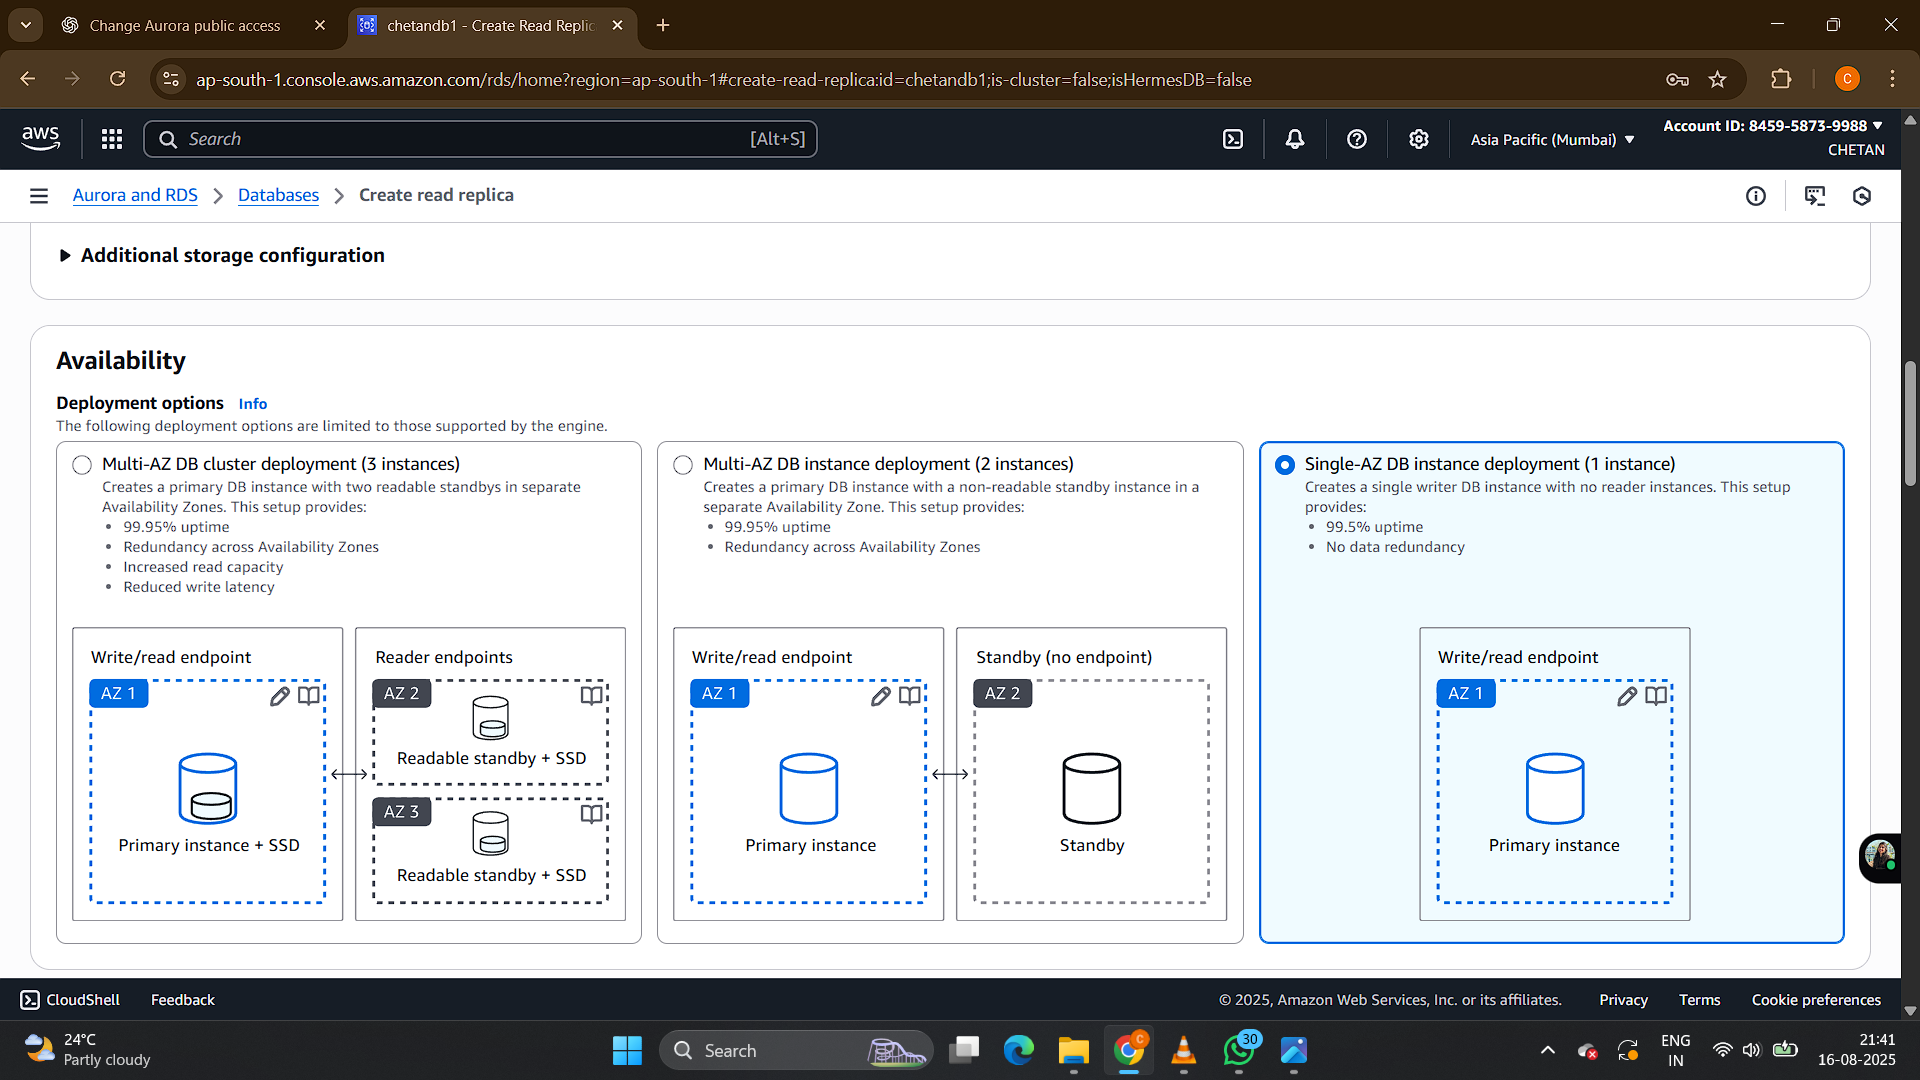 Change Aurora public access
chetandb1 - Create Read Replic
ap-south-1.console.aws.amazon.com/rds/home?region=ap-south-1#create-read-replica:id=chetandb1;is-cluster=false;isHermesDB=false
C
aws
Search [Alt+S]
Asia Pacific (Mumbai)
Account ID: 8459-5873-9988
CHETAN
Aurora and RDS > Databases > Create read replica
Additional storage configuration
Availability
Deployment options Info
The following deployment options are limited to those supported by the engine.
Multi-AZ DB cluster deployment (3 instances)
Creates a primary DB instance with two readable standbys in separate
Availability Zones. This setup provides:
• 99.95% uptime
• Redundancy across Availability Zones
• Increased read capacity
• Reduced write latency
Write/read endpoint
AZ 1
Primary instance + SSD
Reader endpoints
AZ 2
Readable standby + SSD
AZ 3
Readable standby + SSD
Multi-AZ DB instance deployment (2 instances)
Creates a primary DB instance with a non-readable standby instance in a
separate Availability Zone. This setup provides:
• 99.95% uptime
• Redundancy across Availability Zones
Write/read endpoint
AZ 1
Primary instance
Standby (no endpoint)
AZ 2
Standby
Single-AZ DB instance deployment (1 instance)
Creates a single writer DB instance with no reader instances. This setup
provides:
• 99.5% uptime
• No data redundancy
Write/read endpoint
AZ 1
Primary instance
CloudShell Feedback
© 2025, Amazon Web Services, Inc. or its affiliates. Privacy Terms Cookie preferences
24°C
Partly cloudy
Search
C
30
ENG
IN
21:41
16-08-2025